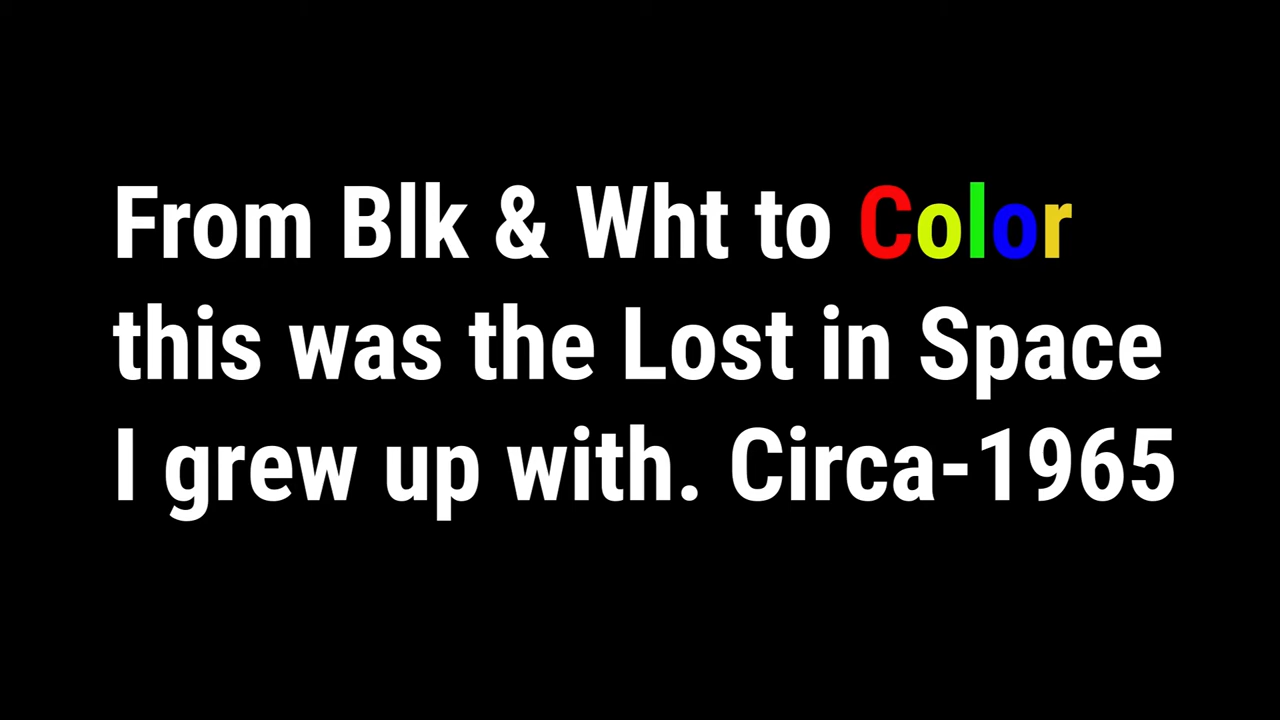 From Blk & Wht to Color
this was the Lost in Space
I grew up with. Circa-1965